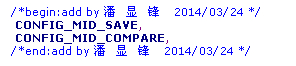 /*begin:add by 潘 显 锋   2014/03/24 */
CONFIG_MID_SAVE,
CONFIG_MID_COMPARE,
/*end:add by 潘 显 锋   2014/03/24 */